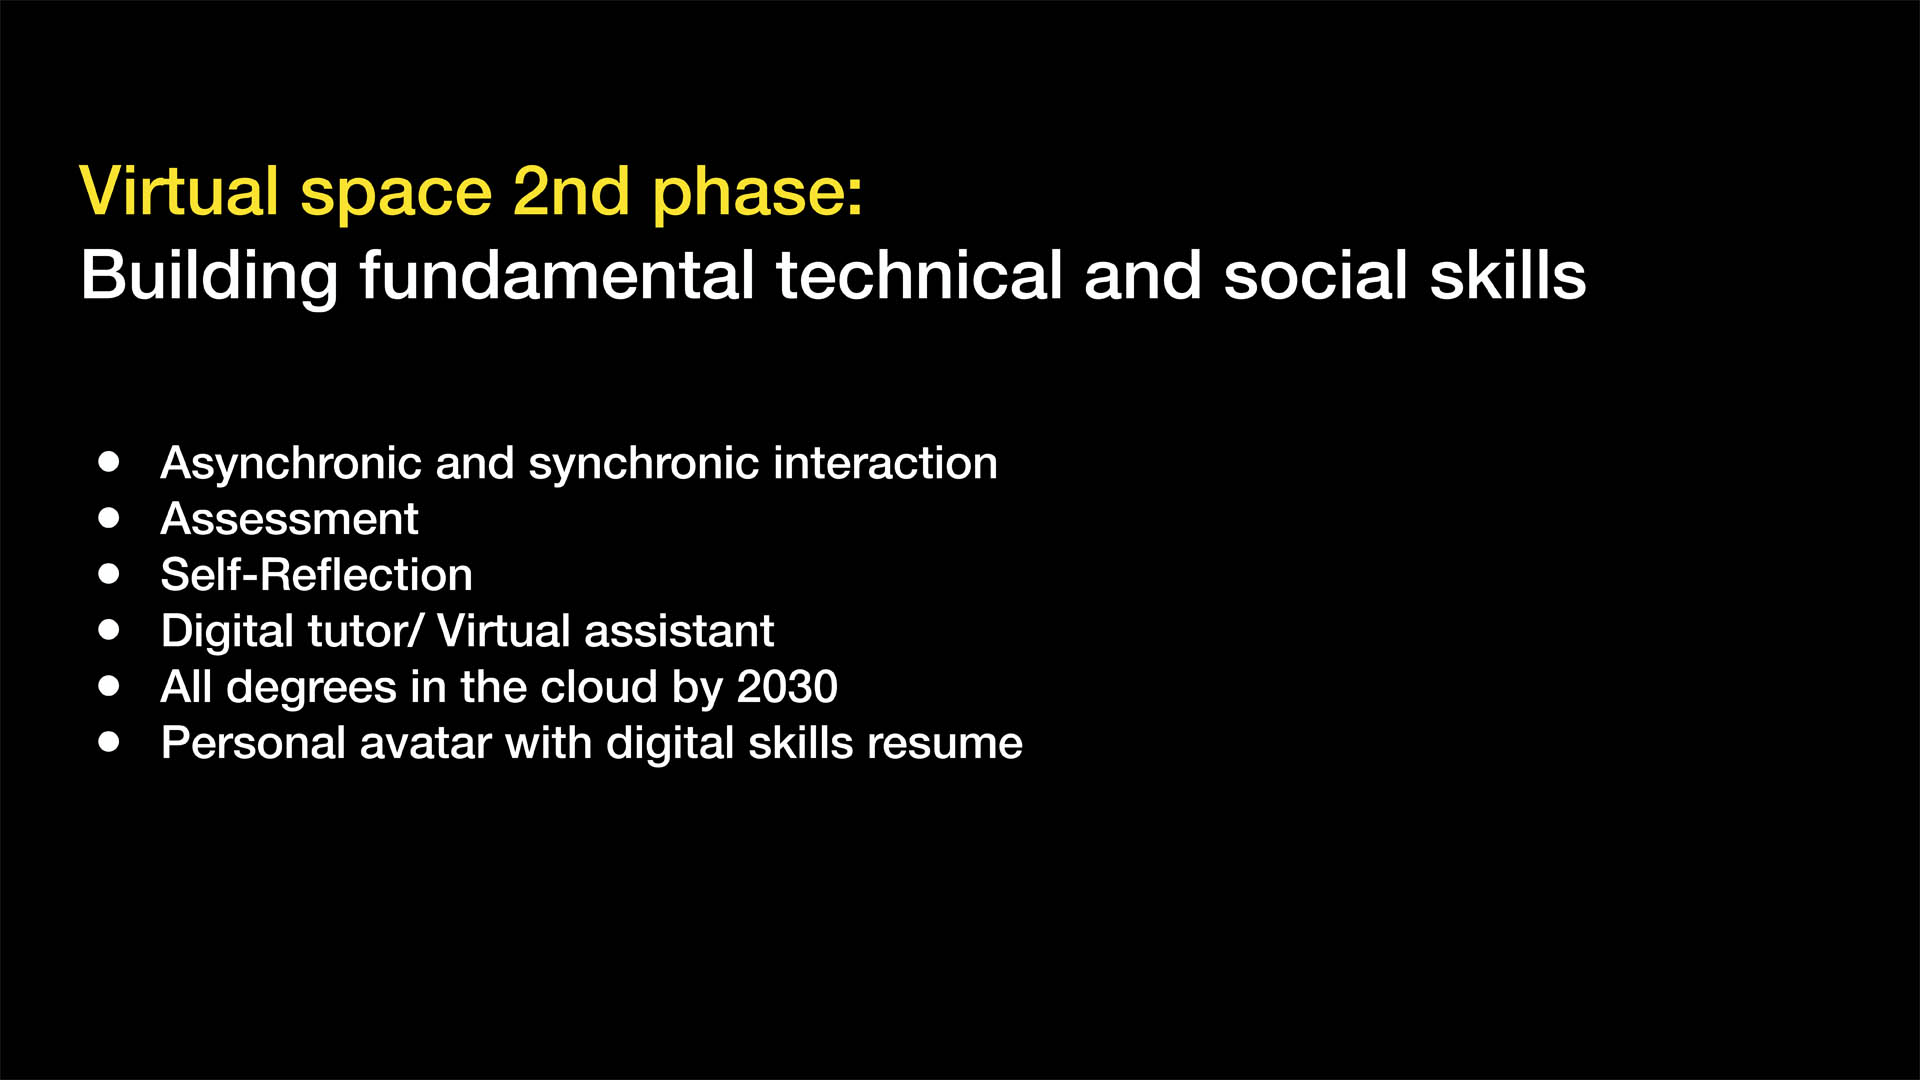 Virtual space 2nd phase:
Building fundamental technical and social skills
● Asynchronic and synchronic interaction
● Assessment
● Self-Reflection
● Digital tutor/ Virtual assistant
● All degrees in the cloud by 2030
● Personal avatar with digital skills resume